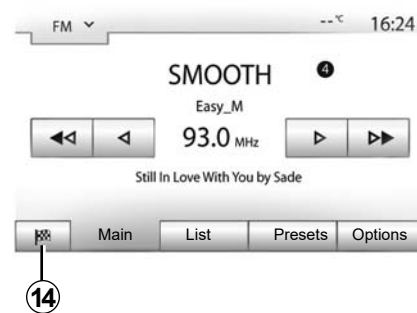 FM --°C 16:24
SMOOTH 4
Easy_M
93.0 MHz
Still In Love With You by Sade
Main List Presets Options
14